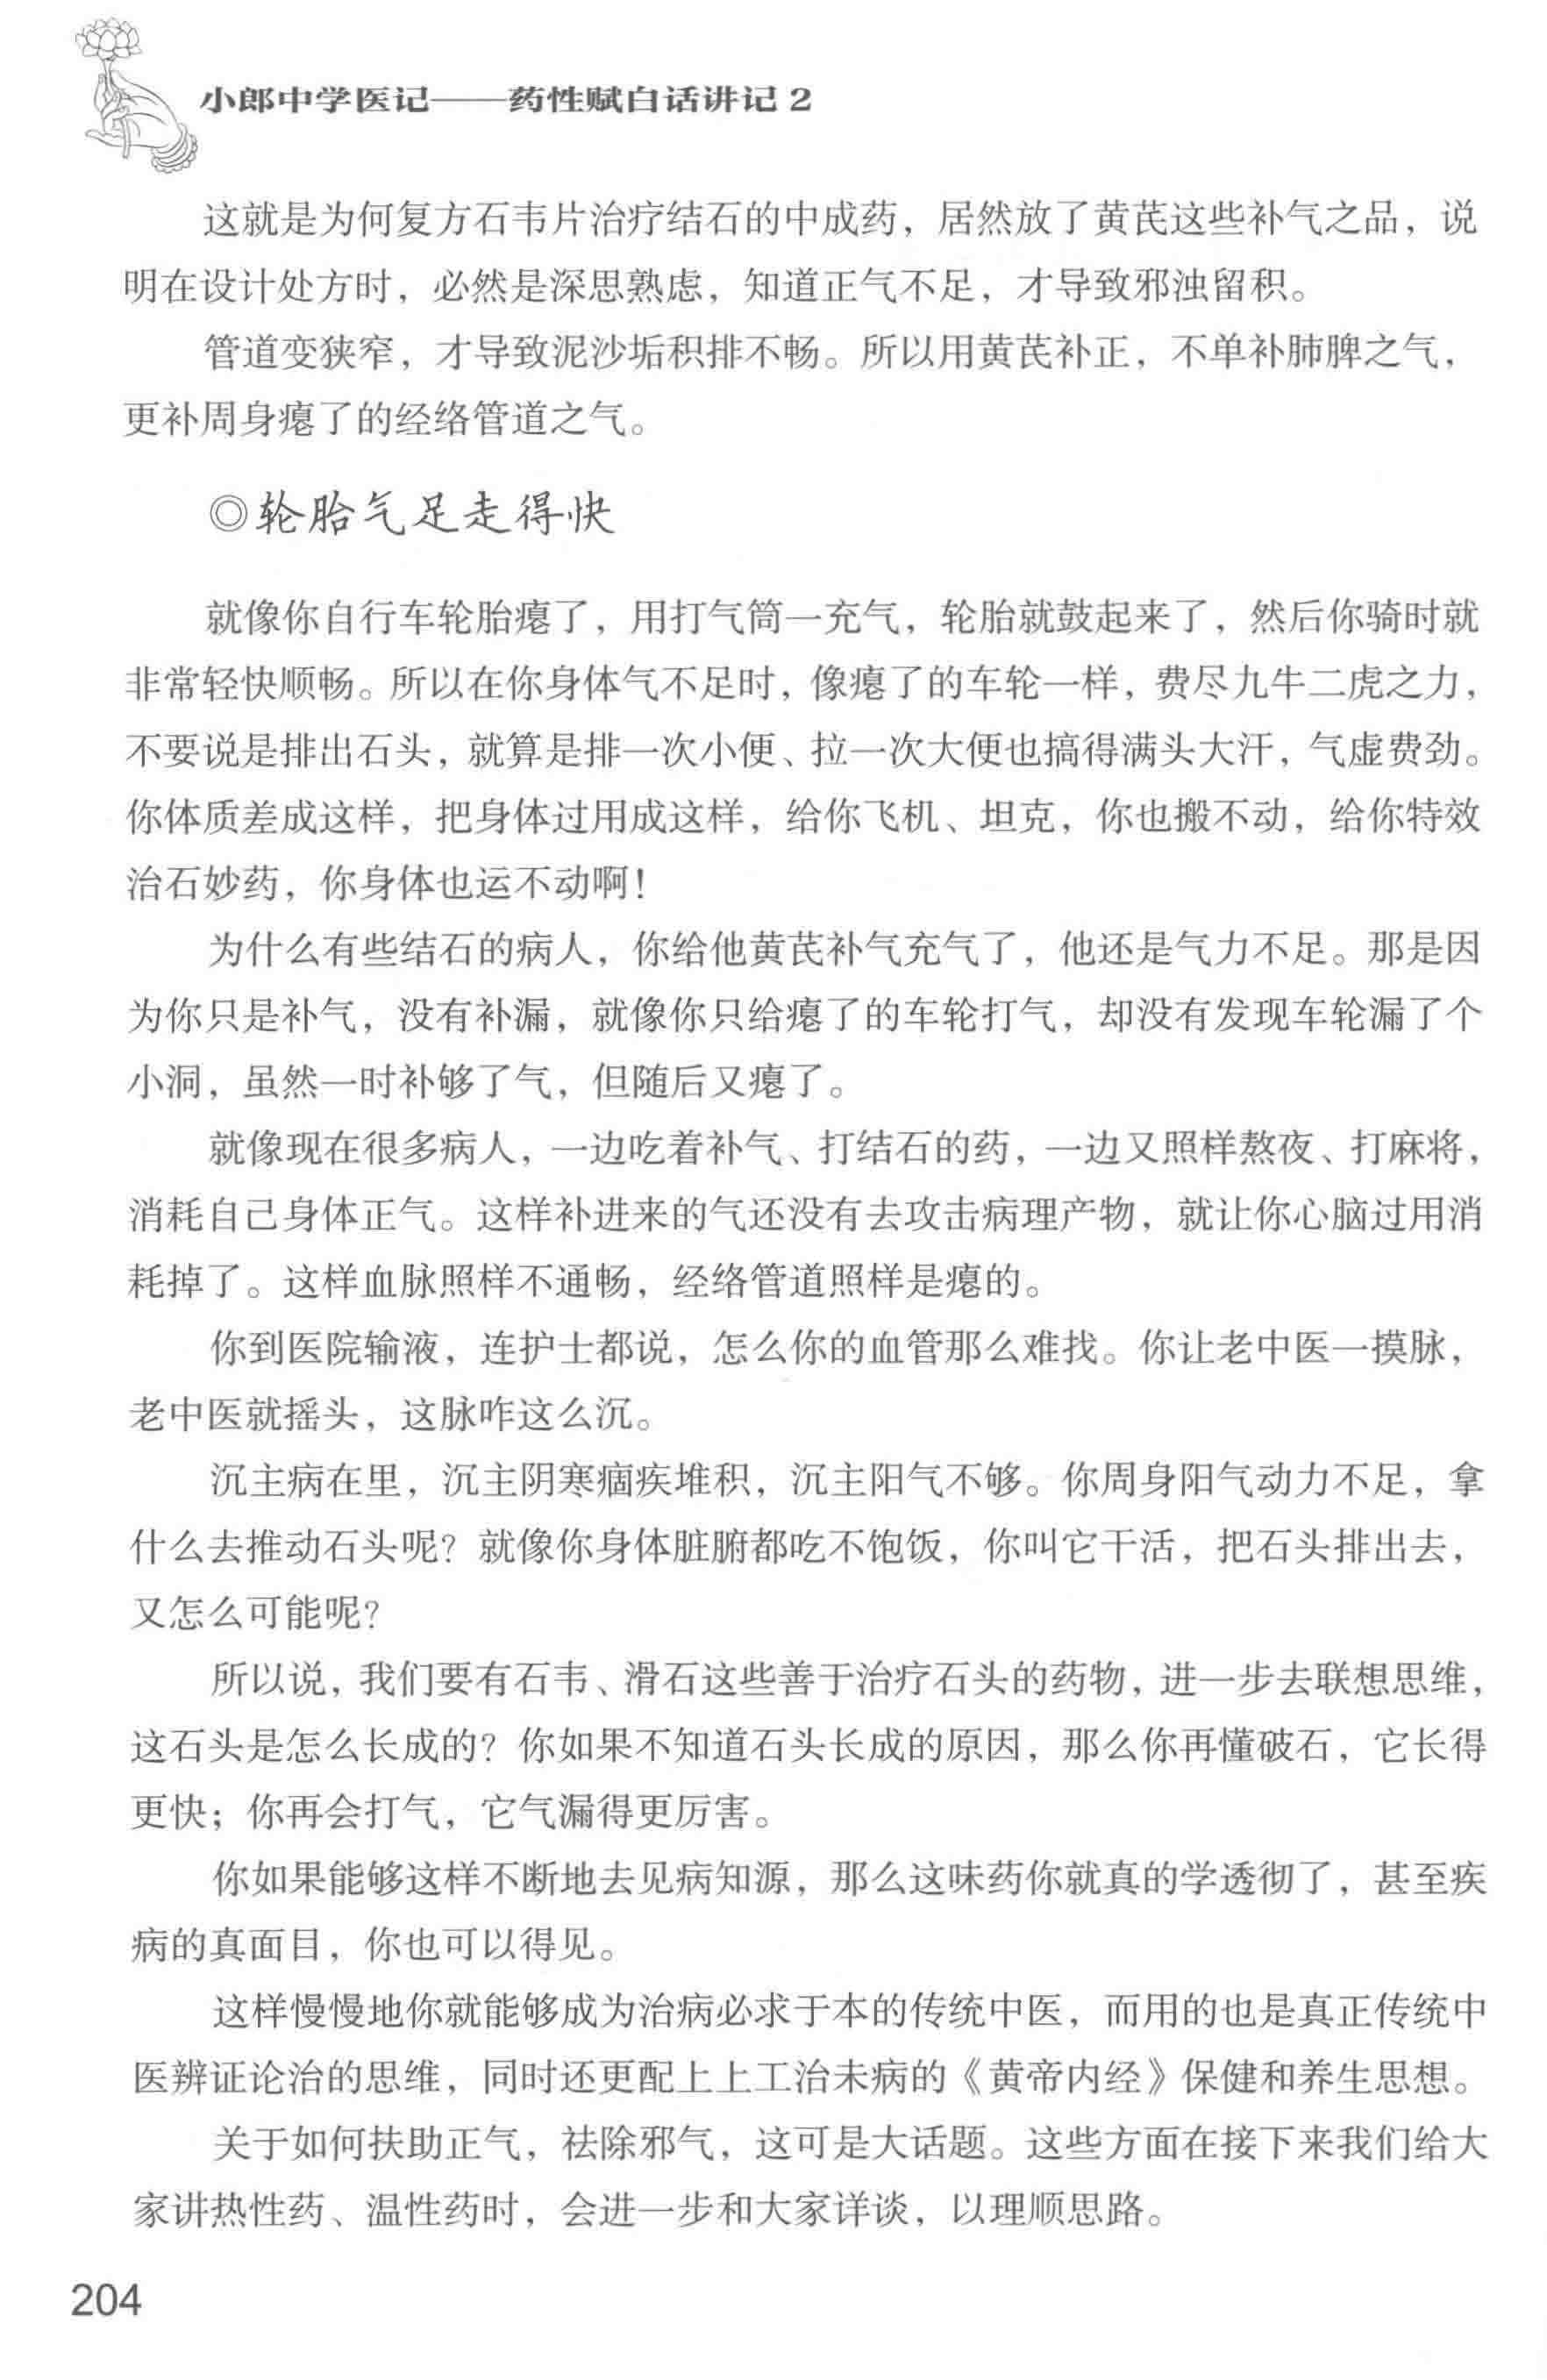 小郎中学医记——药性赋白话讲记2
这就是为何复方石韦片治疗结石的中成药，居然放了黄芪这些补气之品，说
明在设计处方时，必然是深思熟虑，知道正气不足，才导致邪浊留积。
管道变狭窄，才导致泥沙垢积排不畅。所以用黄芪补正，不单补肺脾之气，
更补周身瘪了的经络管道之气。
◎轮胎气足走得快
就像你自行车轮胎瘪了，用打气筒一充气，轮胎就鼓起来了，然后你骑时就
非常轻快顺畅。所以在你身体气不足时，像瘪了的车轮一样，费尽九牛二虎之力，
不要说是排出石头，就算是排一次小便、拉一次大便也搞得满头大汗，气虚费劲。
你体质差成这样，把身体过用成这样，给你飞机、坦克，你也搬不动，给你特效
治石妙药，你身体也运不动啊！
为什么有些结石的病人，你给他黄芪补气充气了，他还是气力不足。那是因
为你只是补气，没有补漏，就像你只给瘪了的车轮打气，却没有发现车轮漏了个
小洞，虽然一时补够了气，但随后又瘪了。
就像现在很多病人，一边吃着补气、打结石的药，一边又照样熬夜、打麻将，
消耗自己身体正气。这样补进来的气还没有去攻击病理产物，就让你心脑过用消
耗掉了。这样血脉照样不通畅，经络管道照样是瘪的。
你到医院输液，连护士都说，怎么你的血管那么难找。你让老中医一摸脉，
老中医就摇头，这脉咋这么沉。
沉主病在里，沉主阴寒痼疾堆积，沉主阳气不够。你周身阳气动力不足，拿
什么去推动石头呢？就像你身体脏腑都吃不饱饭，你叫它干活，把石头排出去，
又怎么可能呢？
所以说，我们要有石韦、滑石这些善于治疗石头的药物，进一步去联想思维，
这石头是怎么长成的？你如果不知道石头长成的原因，那么你再懂破石，它长得
更快；你再会打气，它气漏得更厉害。
你如果能够这样不断地去见病知源，那么这味药你就真的学透彻了，甚至疾
病的真面目，你也可以得见。
这样慢慢地你就能够成为治病必求于本的传统中医，而用的也是真正传统中
医辨证论治的思维，同时还更配上上工治未病的《黄帝内经》保健和养生思想。
关于如何扶助正气，祛除邪气，这可是大话题。这些方面在接下来我们给大
家讲热性药、温性药时，会进一步和大家详谈，以理顺思路。
204